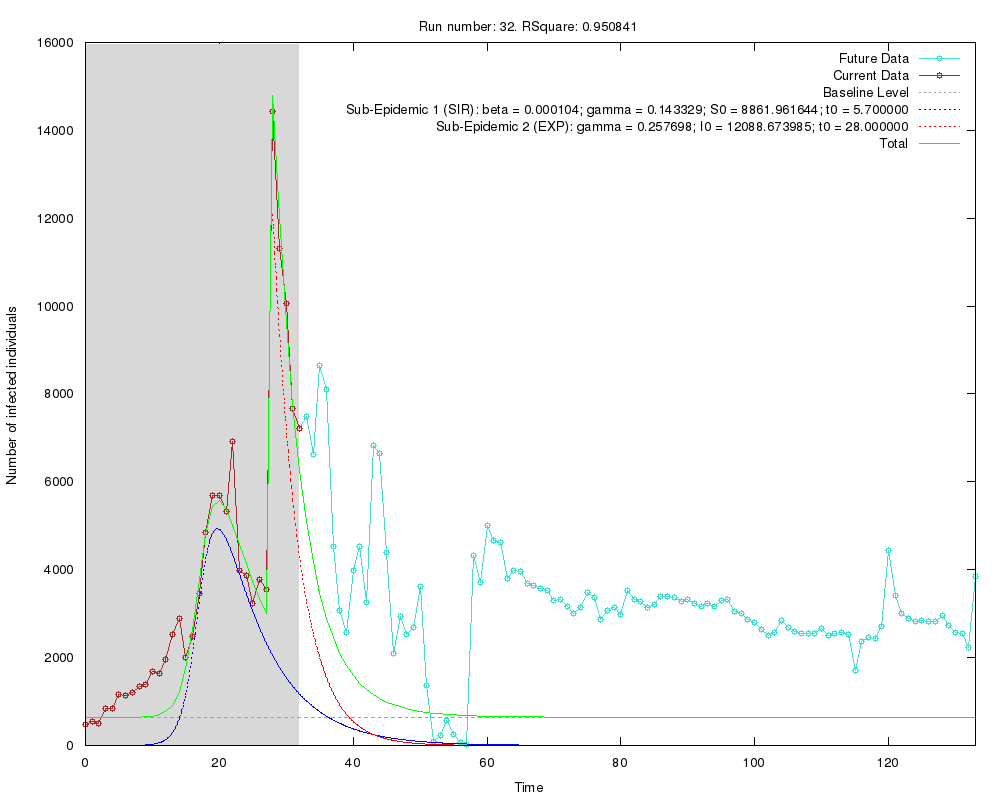 Run number: 32. RSquare: 0.950841
Future Data
Current Data
Baseline Level
Sub-Epidemic 1 (SIR): beta = 0.000104; gamma = 0.143329; S0 = 8861.961644; t0 = 5.700000
Sub-Epidemic 2 (EXP): gamma = 0.257698; I0 = 12088.673985; t0 = 28.000000
Total
16000
14000
12000
10000
8000
6000
4000
2000
0
Number of infected individuals
0 20 40 60 80 100 120
Time